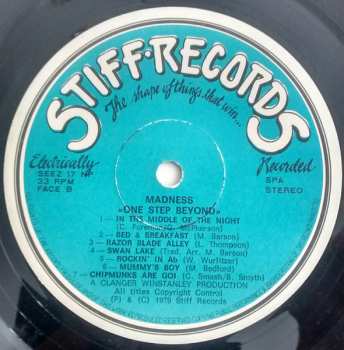 STIFF·RECORDS
The shape of things that win...
Electrically Recorded
SEEZ 17 NP SPA
33 RPM STEREO
FACE B
MADNESS
«ONE STEP BEYOND»
1 — IN THE MIDDLE OF THE NIGHT
(C. Foreman/G. McPherson)
2 — BED & BREAKFAST (M. Barson)
3 — RAZOR BLADE ALLEY (L. Thompson)
4 — SWAN LAKE (Trad. Arr. M. Barson)
5 — ROCKIN' IN Ab (W. Wurlitzer)
6 — MUMMY'S BOY (M. Bedford)
7 — CHIPMUNKS ARE GO! (C. Smash/B. Smyth)
A CLANGER WINSTANLEY PRODUCTION
All titles Copyright Control
(P) & (C) 1979 Stiff Records